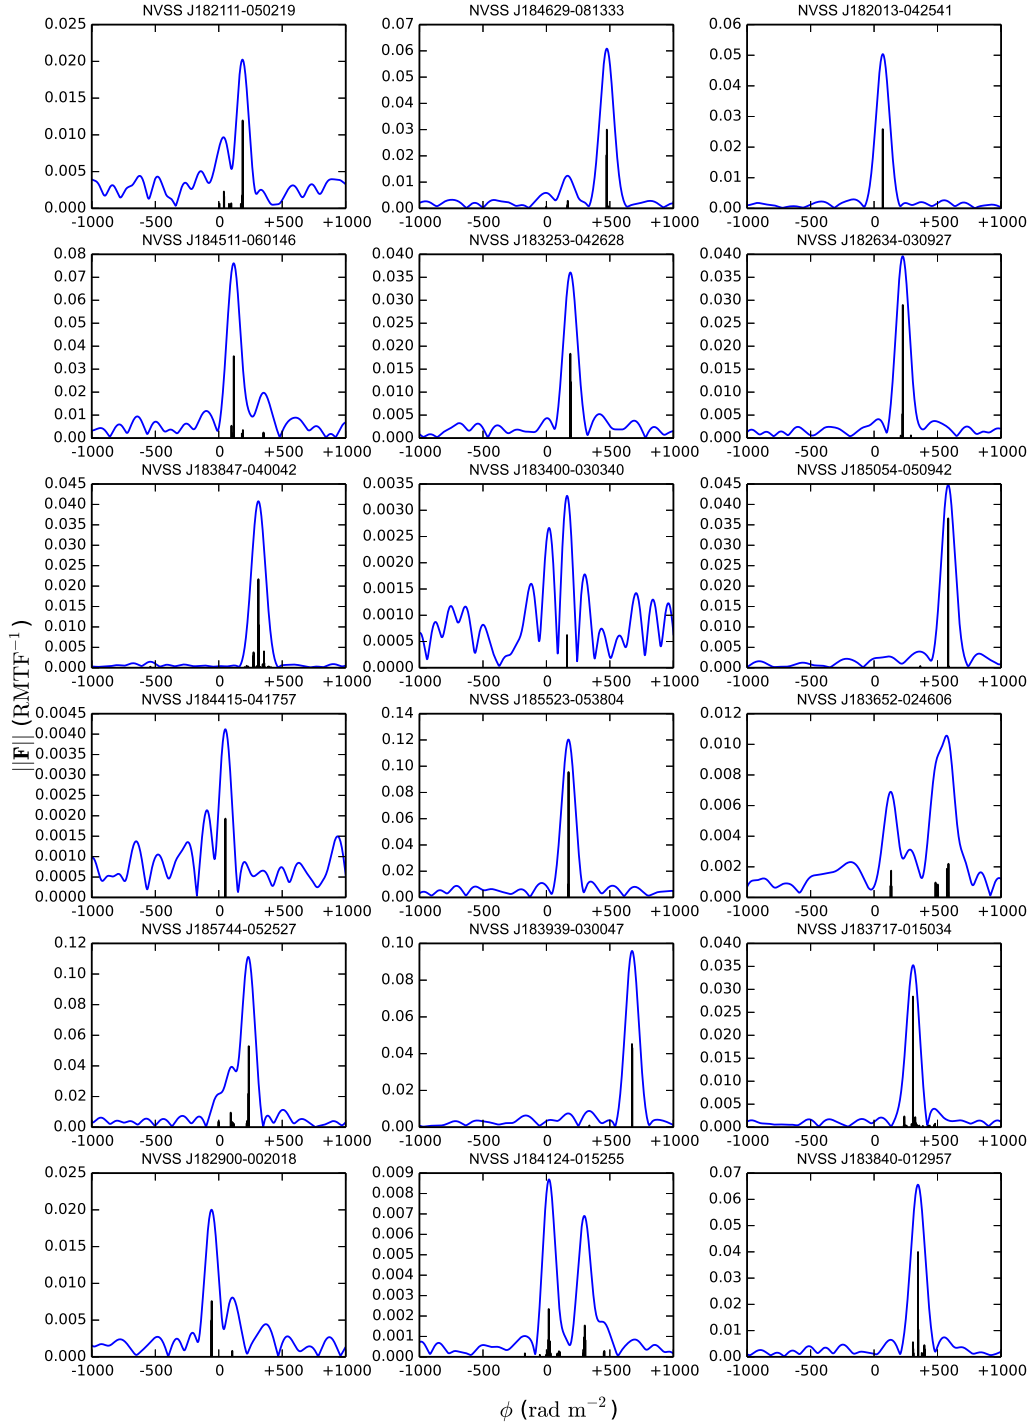 NVSS J182111-050219 NVSS J184629-081333 NVSS J182013-042541
0.025 0.07 0.06
0.020 0.06 0.05
0.015 0.05 0.04
0.010 0.04 0.03
0.005 0.03 0.02
0.000 0.02 0.01
0.01 0.00
0.00
-1000 -500 0 +500 +1000 -1000 -500 0 +500 +1000 -1000 -500 0 +500 +1000
NVSS J184511-060146 NVSS J183253-042628 NVSS J182634-030927
0.08 0.040 0.040
0.07 0.035 0.035
0.06 0.030 0.030
0.05 0.025 0.025
0.04 0.020 0.020
0.03 0.015 0.015
0.02 0.010 0.010
0.01 0.005 0.005
0.00 0.000 0.000
-1000 -500 0 +500 +1000 -1000 -500 0 +500 +1000 -1000 -500 0 +500 +1000
NVSS J183847-040042 NVSS J183400-030340 NVSS J185054-050942
0.045 0.0035 0.045
0.040 0.0030 0.040
0.035 0.0025 0.035
0.030 0.0020 0.030
0.025 0.0015 0.025
0.020 0.0010 0.020
0.015 0.0005 0.015
0.010 0.0000 0.010
0.005 0.005
0.000 0.000
-1000 -500 0 +500 +1000 -1000 -500 0 +500 +1000 -1000 -500 0 +500 +1000
||F|| (RMTF⁻¹)
NVSS J184415-041757 NVSS J185523-053804 NVSS J183652-024606
0.0045 0.14 0.012
0.0040 0.12 0.010
0.0035 0.10 0.008
0.0030 0.08 0.006
0.0025 0.06 0.004
0.0020 0.04 0.002
0.0015 0.02 0.000
0.0010 0.00
0.0005
0.0000
-1000 -500 0 +500 +1000 -1000 -500 0 +500 +1000 -1000 -500 0 +500 +1000
NVSS J185744-052527 NVSS J183939-030047 NVSS J183717-015034
0.12 0.10 0.040
0.10 0.08 0.035
0.08 0.06 0.030
0.06 0.04 0.025
0.04 0.02 0.020
0.02 0.00 0.015
0.00 0.010
0.005
0.000
-1000 -500 0 +500 +1000 -1000 -500 0 +500 +1000 -1000 -500 0 +500 +1000
NVSS J182900-002018 NVSS J184124-015255 NVSS J183840-012957
0.025 0.009 0.07
0.020 0.008 0.06
0.015 0.007 0.05
0.010 0.006 0.04
0.005 0.005 0.03
0.000 0.004 0.02
0.003 0.01
0.002 0.00
0.001
0.000
-1000 -500 0 +500 +1000 -1000 -500 0 +500 +1000 -1000 -500 0 +500 +1000
ϕ (rad m⁻²)